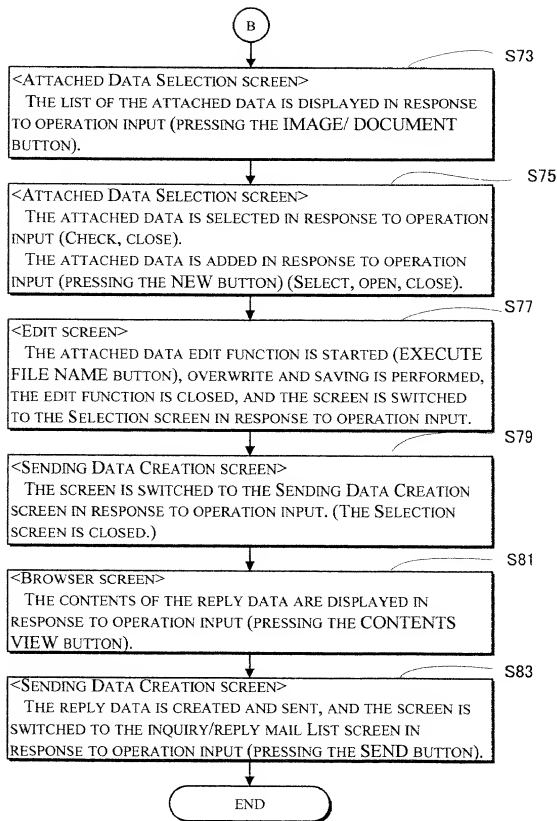 B
S73
<ATTACHED DATA SELECTION SCREEN>
THE LIST OF THE ATTACHED DATA IS DISPLAYED IN RESPONSE
TO OPERATION INPUT (PRESSING THE IMAGE/ DOCUMENT
BUTTON).
S75
<ATTACHED DATA SELECTION SCREEN>
THE ATTACHED DATA IS SELECTED IN RESPONSE TO OPERATION
INPUT (CHECK, CLOSE).
THE ATTACHED DATA IS ADDED IN RESPONSE TO OPERATION
INPUT (PRESSING THE NEW BUTTON) (SELECT, OPEN, CLOSE).
S77
<EDIT SCREEN>
THE ATTACHED DATA EDIT FUNCTION IS STARTED (EXECUTE
FILE NAME BUTTON), OVERWRITE AND SAVING IS PERFORMED,
THE EDIT FUNCTION IS CLOSED, AND THE SCREEN IS SWITCHED
TO THE SELECTION SCREEN IN RESPONSE TO OPERATION INPUT.
S79
<SENDING DATA CREATION SCREEN>
THE SCREEN IS SWITCHED TO THE SENDING DATA CREATION
SCREEN IN RESPONSE TO OPERATION INPUT. (THE SELECTION
SCREEN IS CLOSED.)
S81
<BROWSER SCREEN>
THE CONTENTS OF THE REPLY DATA ARE DISPLAYED IN
RESPONSE TO OPERATION INPUT (PRESSING THE CONTENTS
VIEW BUTTON).
S83
<SENDING DATA CREATION SCREEN>
THE REPLY DATA IS CREATED AND SENT, AND THE SCREEN IS
SWITCHED TO THE INQUIRY/REPLY MAIL LIST SCREEN IN
RESPONSE TO OPERATION INPUT (PRESSING THE SEND BUTTON).
END